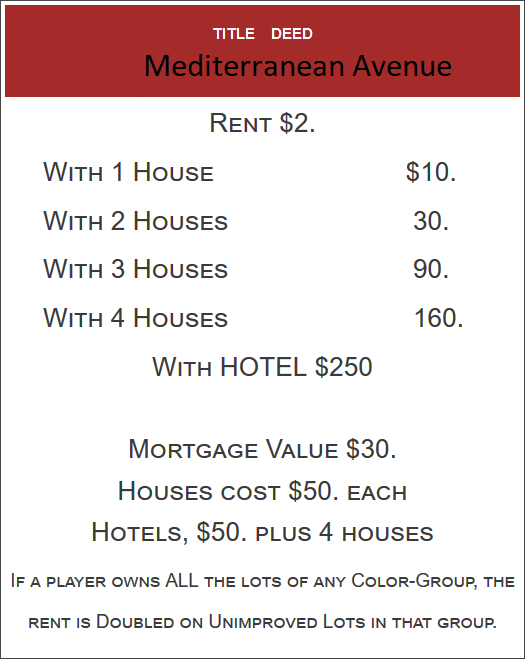 TITLE DEED
Mediterranean Avenue
Rent $2.
With 1 House $10.
With 2 Houses 30.
With 3 Houses 90.
With 4 Houses 160.
With HOTEL $250
Mortgage Value $30.
Houses cost $50. each
Hotels, $50. plus 4 houses
If a player owns ALL the lots of any Color-Group, the
rent is Doubled on Unimproved Lots in that group.